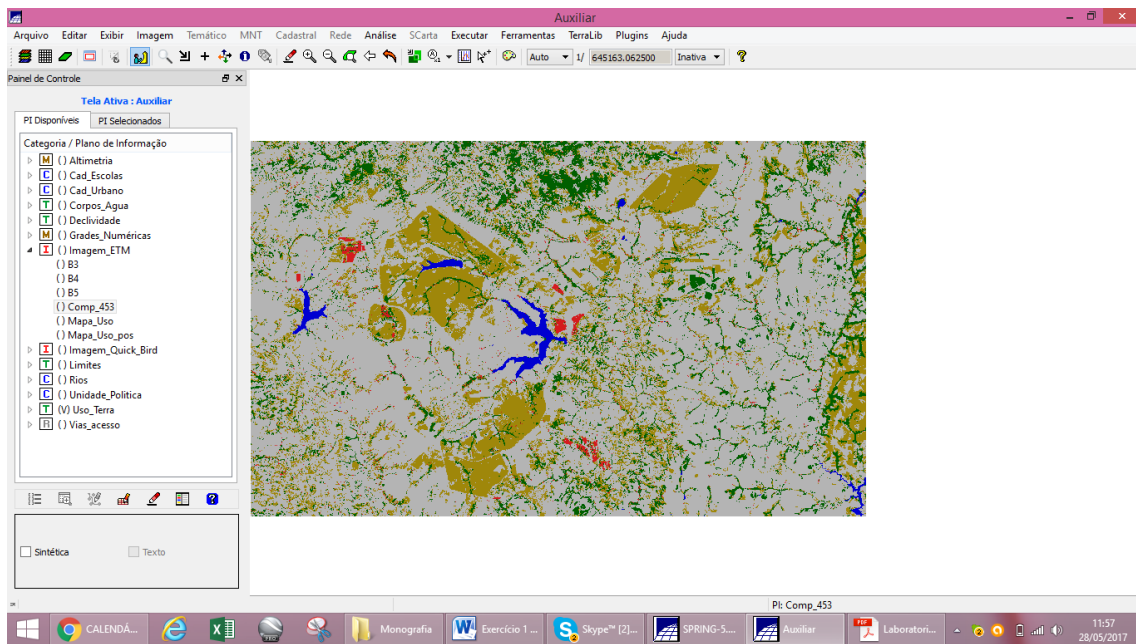 Auxiliar
Arquivo Editar Exibir Imagem Temático MNT Cadastral Rede Análise SCarta Executar Ferramentas TerraLib Plugins Ajuda
Auto 1/ 645163.062500 Inativa
Painel de Controle
Tela Ativa : Auxiliar
PI Disponíveis PI Selecionados
Categoria / Plano de Informação
M () Altimetria
C () Cad_Escolas
C () Cad_Urbano
T () Corpos_Agua
T () Declividade
M () Grades_Numéricas
I () Imagem_ETM
() B3
() B4
() B5
() Comp_453
() Mapa_Uso
() Mapa_Uso_pos
I () Imagem_Quick_Bird
T () Limites
C () Rios
C () Unidade_Politica
T (V) Uso_Terra
R () Vias_acesso
Sintética Texto
PI: Comp_453
CALENDÁ... Monografia Exercício 1 ... Skype™ [2]... SPRING-5.... Auxiliar Laboratori... 11:57
28/05/2017